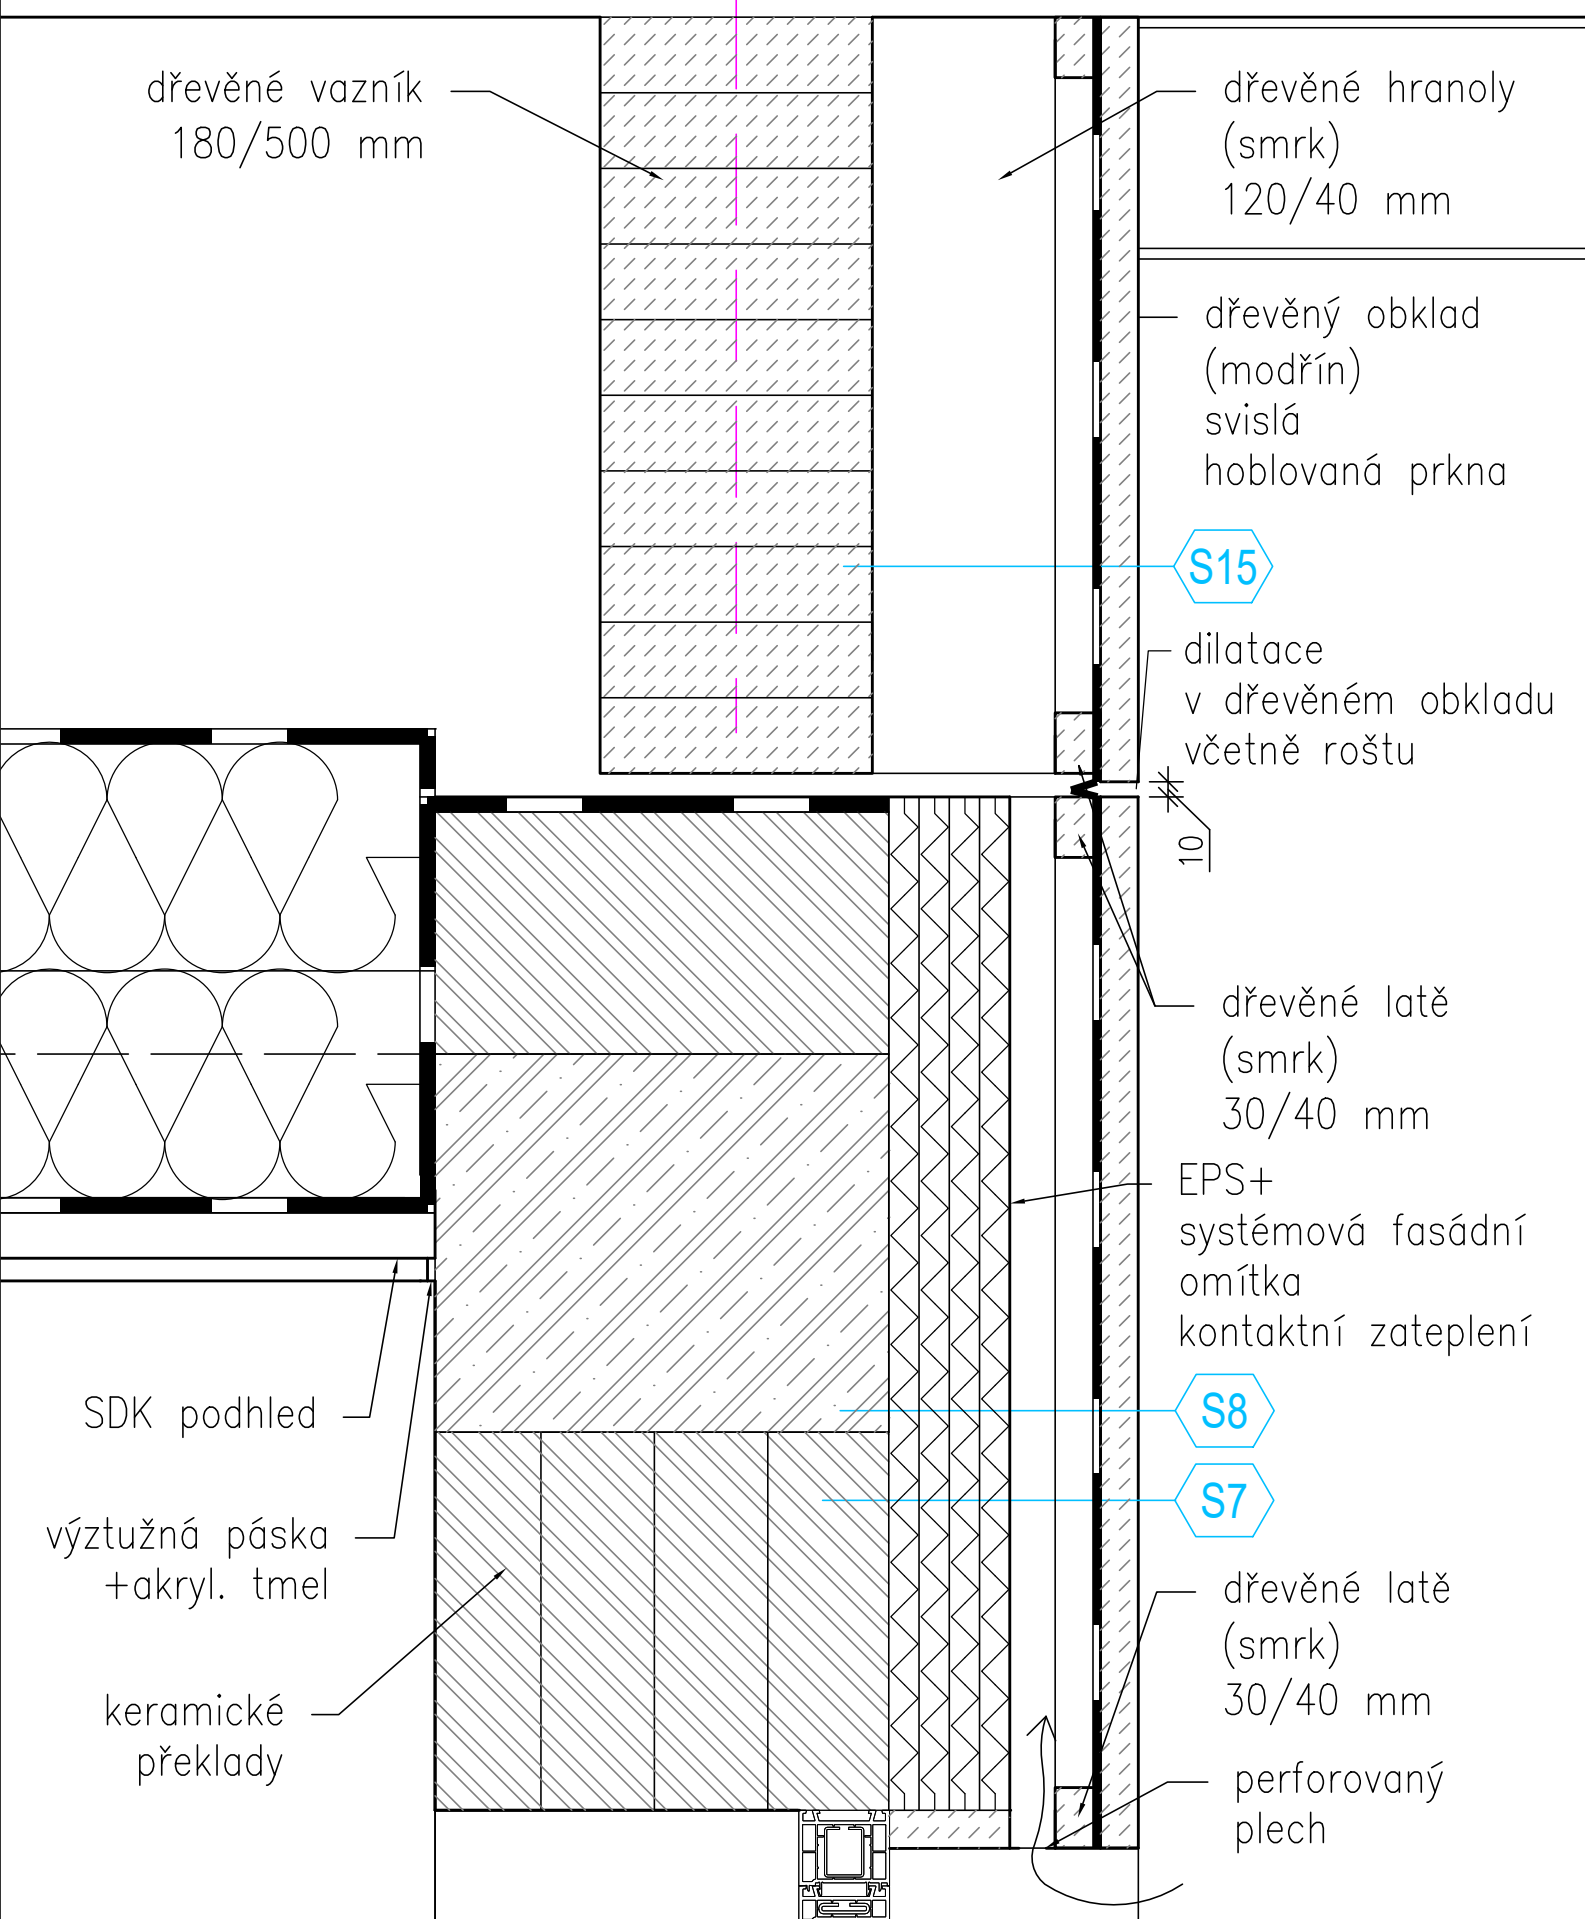 dřevěné vazník
180/500 mm
dřevěné hranoly
(smrk)
120/40 mm
dřevěný obklad
(modřín)
svislá
hoblovaná prkna
S15
dilatace
v dřevěném obkladu
včetně roštu
10
dřevěné latě
(smrk)
30/40 mm
EPS+
systémová fasádní
omítka
kontaktní zateplení
S8
SDK podhled
S7
výztužná páska
+akryl. tmel
dřevěné latě
(smrk)
30/40 mm
keramické
překlady
perforovaný
plech